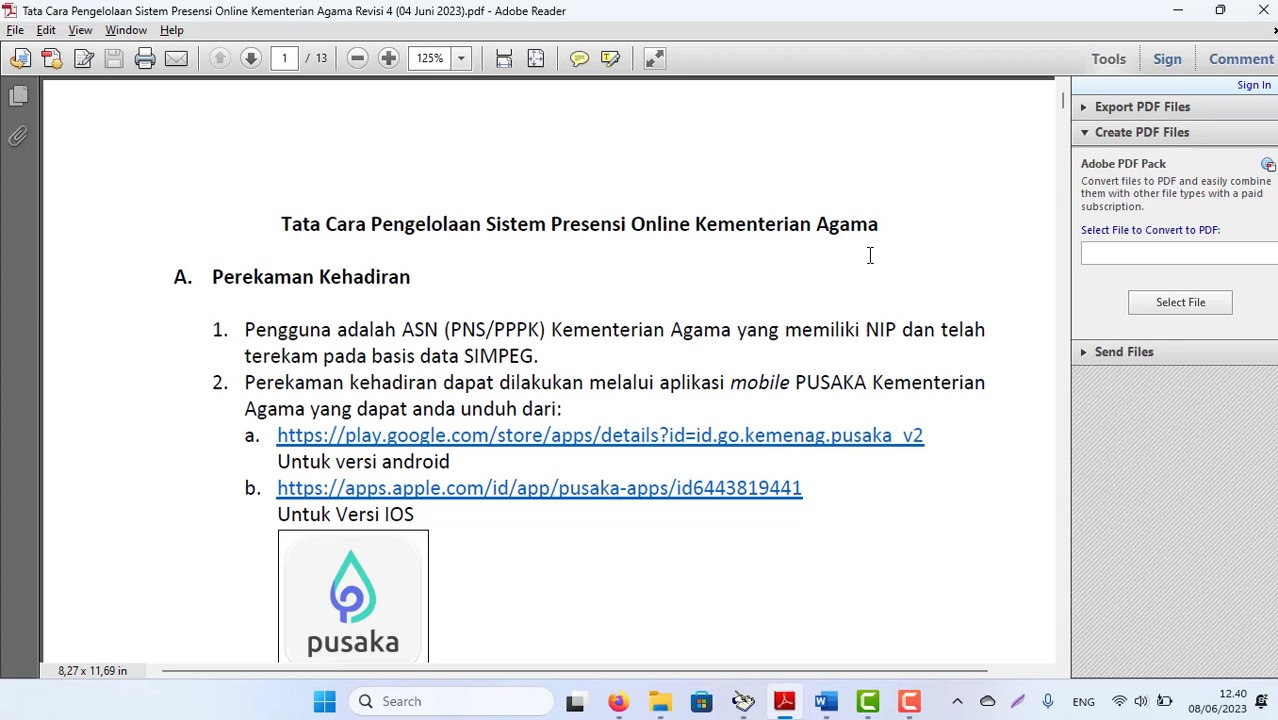 Tata Cara Pengelolaan Sistem Presensi Online Kementerian Agama Revisi 4 (04 Juni 2023).pdf - Adobe Reader
File Edit View Window Help
1 / 13 125% Tools Sign Comment
Sign In
Export PDF Files
Create PDF Files
Adobe PDF Pack
Convert files to PDF and easily combine
them with other file types with a paid
subscription.
Select File to Convert to PDF:
Select File
Send Files
Tata Cara Pengelolaan Sistem Presensi Online Kementerian Agama
A. Perekaman Kehadiran
1. Pengguna adalah ASN (PNS/PPPK) Kementerian Agama yang memiliki NIP dan telah
terekam pada basis data SIMPEG.
2. Perekaman kehadiran dapat dilakukan melalui aplikasi mobile PUSAKA Kementerian
Agama yang dapat anda unduh dari:
a. https://play.google.com/store/apps/details?id=id.go.kemenag.pusaka_v2
Untuk versi android
b. https://apps.apple.com/id/app/pusaka-apps/id6443819441
Untuk Versi IOS
pusaka
8,27 x 11,69 in
Search
ENG
12.40
08/06/2023